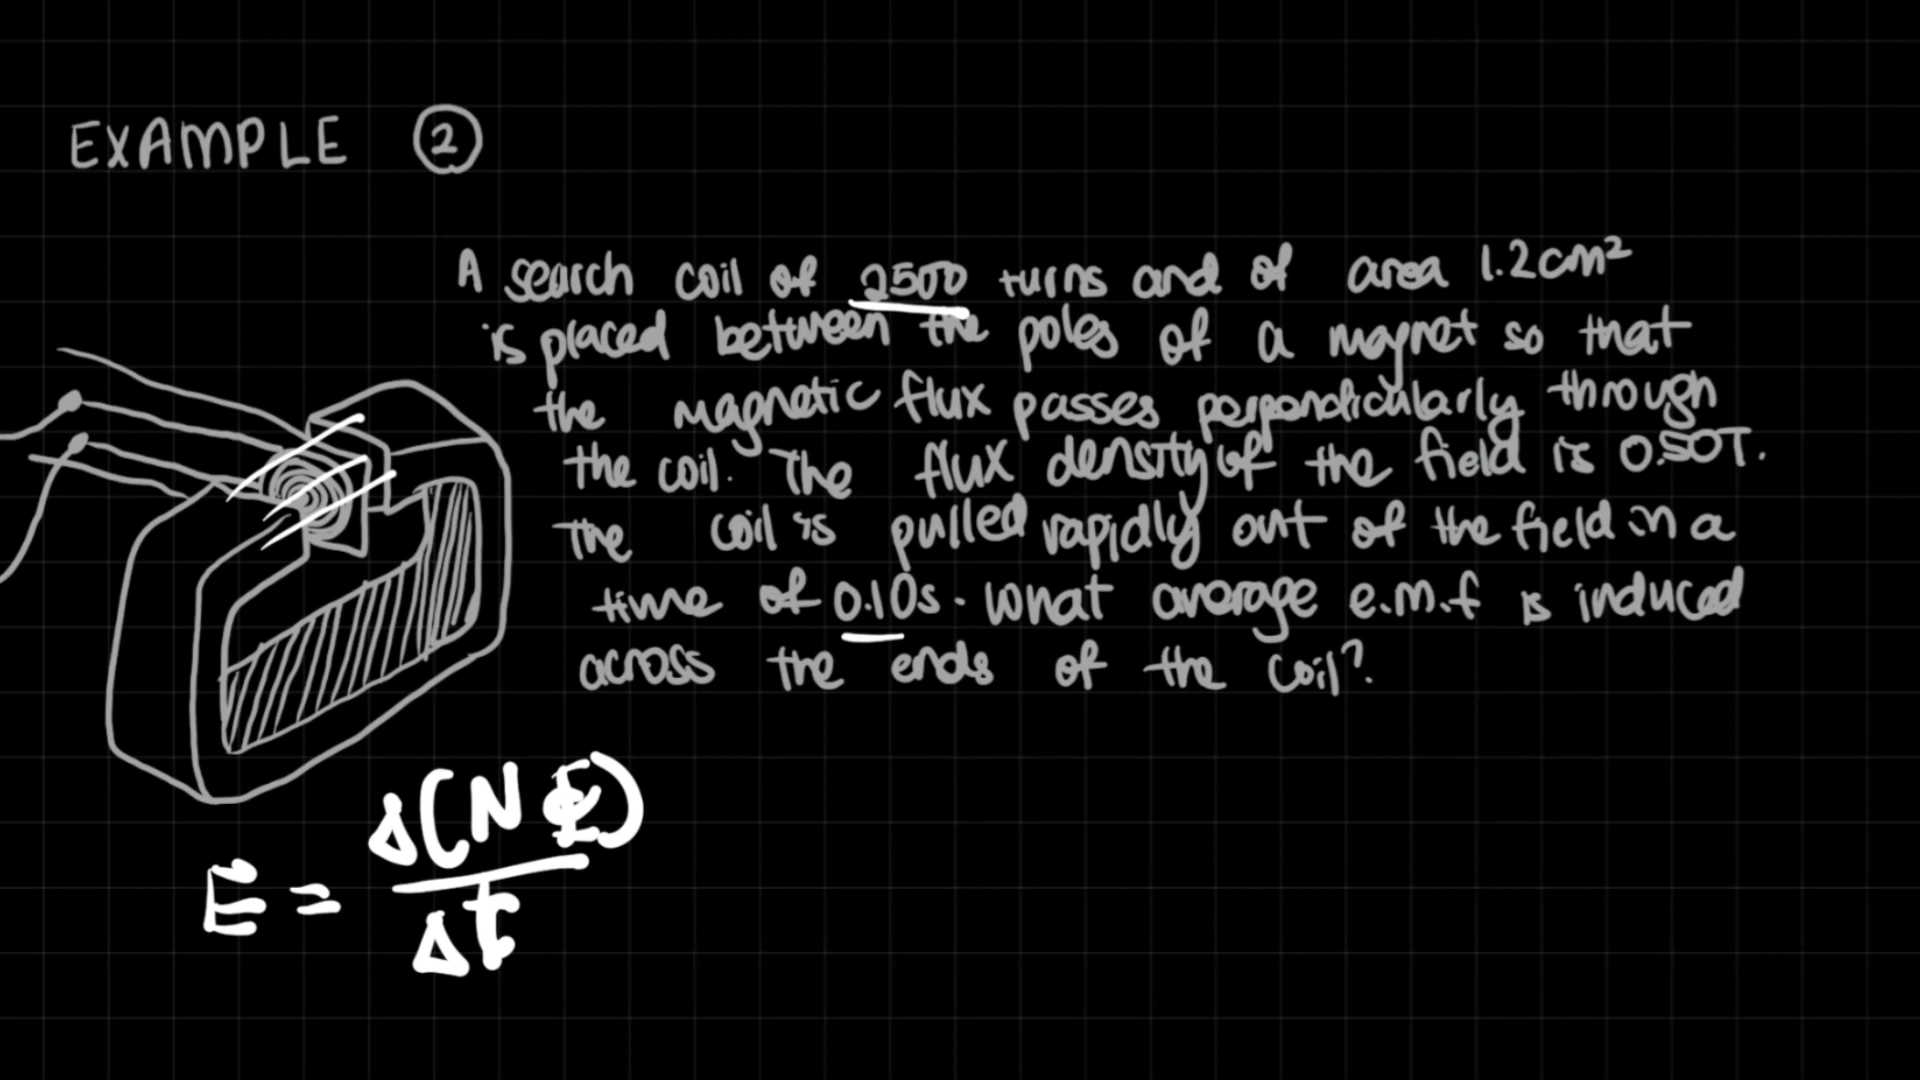 EXAMPLE 2
A search coil of 2500 turns and of area 1.2cm²
is placed between the poles of a magnet so that
the magnetic flux passes perpendicularly through
the coil. The flux density of the field is 0.50T.
The coil is pulled rapidly out of the field in a
time of 0.10s. What average e.m.f is induced
across the ends of the coil?
E = Δ(NΦ)/Δt